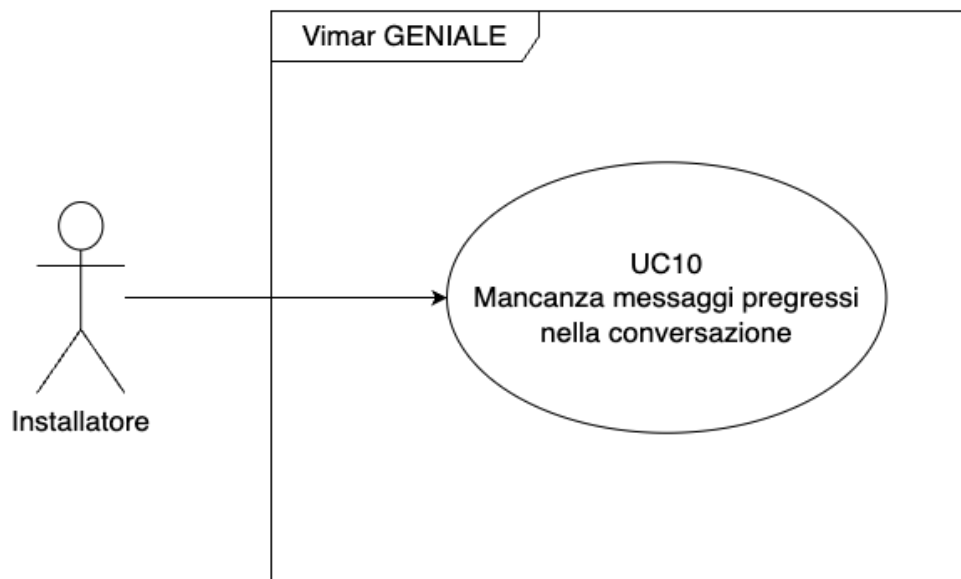 Vimar GENIALE
UC10
Mancanza messaggi pregressi
nella conversazione
Installatore